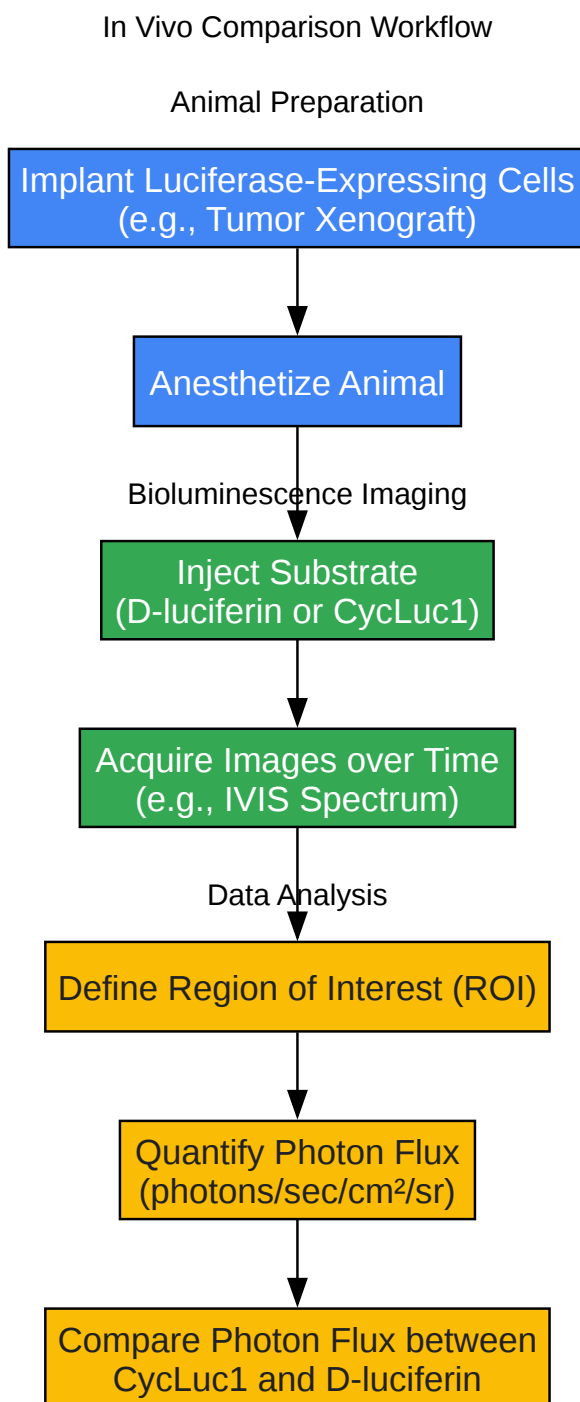 In Vivo Comparison Workflow
Animal Preparation
Implant Luciferase-Expressing Cells
(e.g., Tumor Xenograft)
Anesthetize Animal
Bioluminescence Imaging
Inject Substrate
(D-luciferin or CycLuc1)
Acquire Images over Time
(e.g., IVIS Spectrum)
Data Analysis
Define Region of Interest (ROI)
Quantify Photon Flux
(photons/sec/cm²/sr)
Compare Photon Flux between
CycLuc1 and D-luciferin